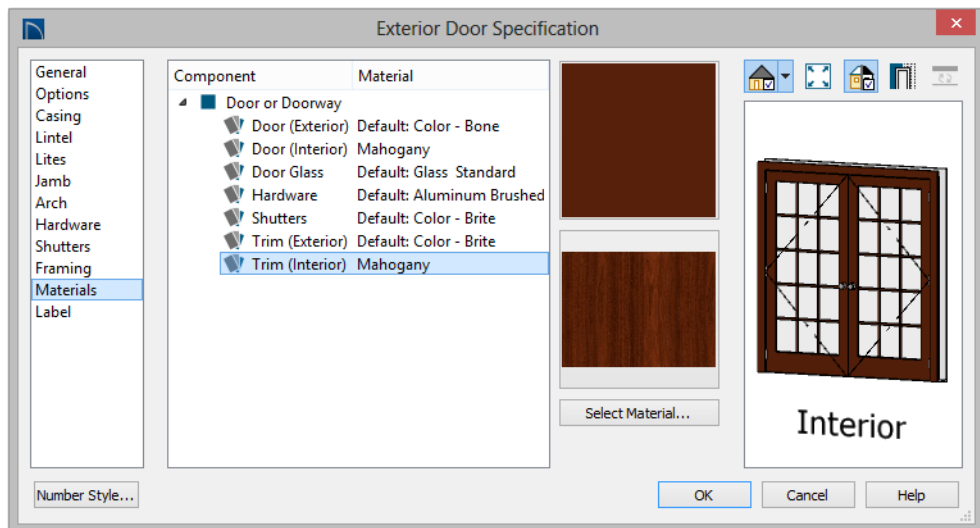 Exterior Door Specification
General
Options
Casing
Lintel
Lites
Jamb
Arch
Hardware
Shutters
Framing
Materials
Label
Component Material
Door or Doorway
Door (Exterior) Default: Color - Bone
Door (Interior) Mahogany
Door Glass Default: Glass Standard
Hardware Default: Aluminum Brushed
Shutters Default: Color - Brite
Trim (Exterior) Default: Color - Brite
Trim (Interior) Mahogany
Select Material...
Interior
Number Style...
OK Cancel Help